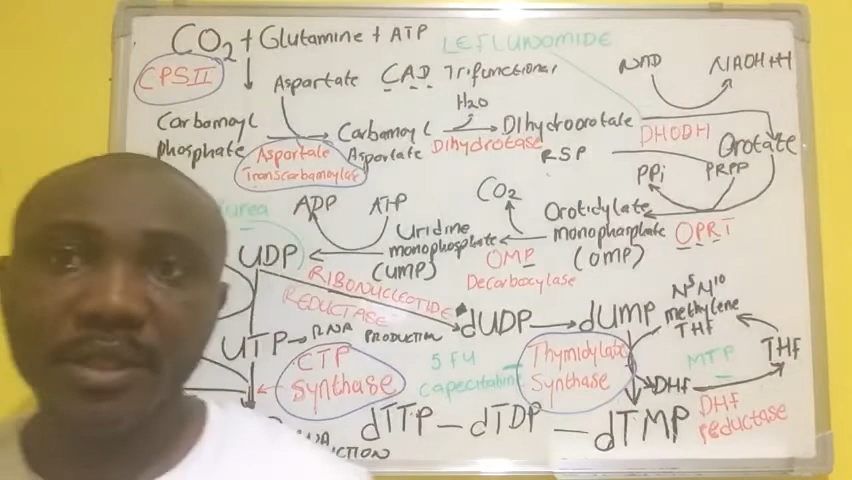 CO2 + Glutamine + ATP
LEFLUNOMIDE
CPSII
Aspartate CAD Trifunctional
NAD
NADH+H
H2O
Carbamoyl phosphate
Carbamoyl Aspartate
Dihydroorotate
Aspartate Transcarbamoylas
Dihydrotase
DHODH
Orotate
RSP
PPi
PRPP
CO2
Urea
ADP
ATP
Orotidylate monophosphate (OMP)
OPRT
Uridine monophosphate (UMP)
UDP
OMP Decarboxylase
RIBONUCLEOTIDE REDUCTASE
dUDP
dUMP
N5N10 methylene THF
UTP
RNA PRODUCTION
CTP Synthase
5FU capecitabine
Thymidylate Synthase
MTP
THf
DHf
DHf reductase
dTTP - dTDP - dTMP